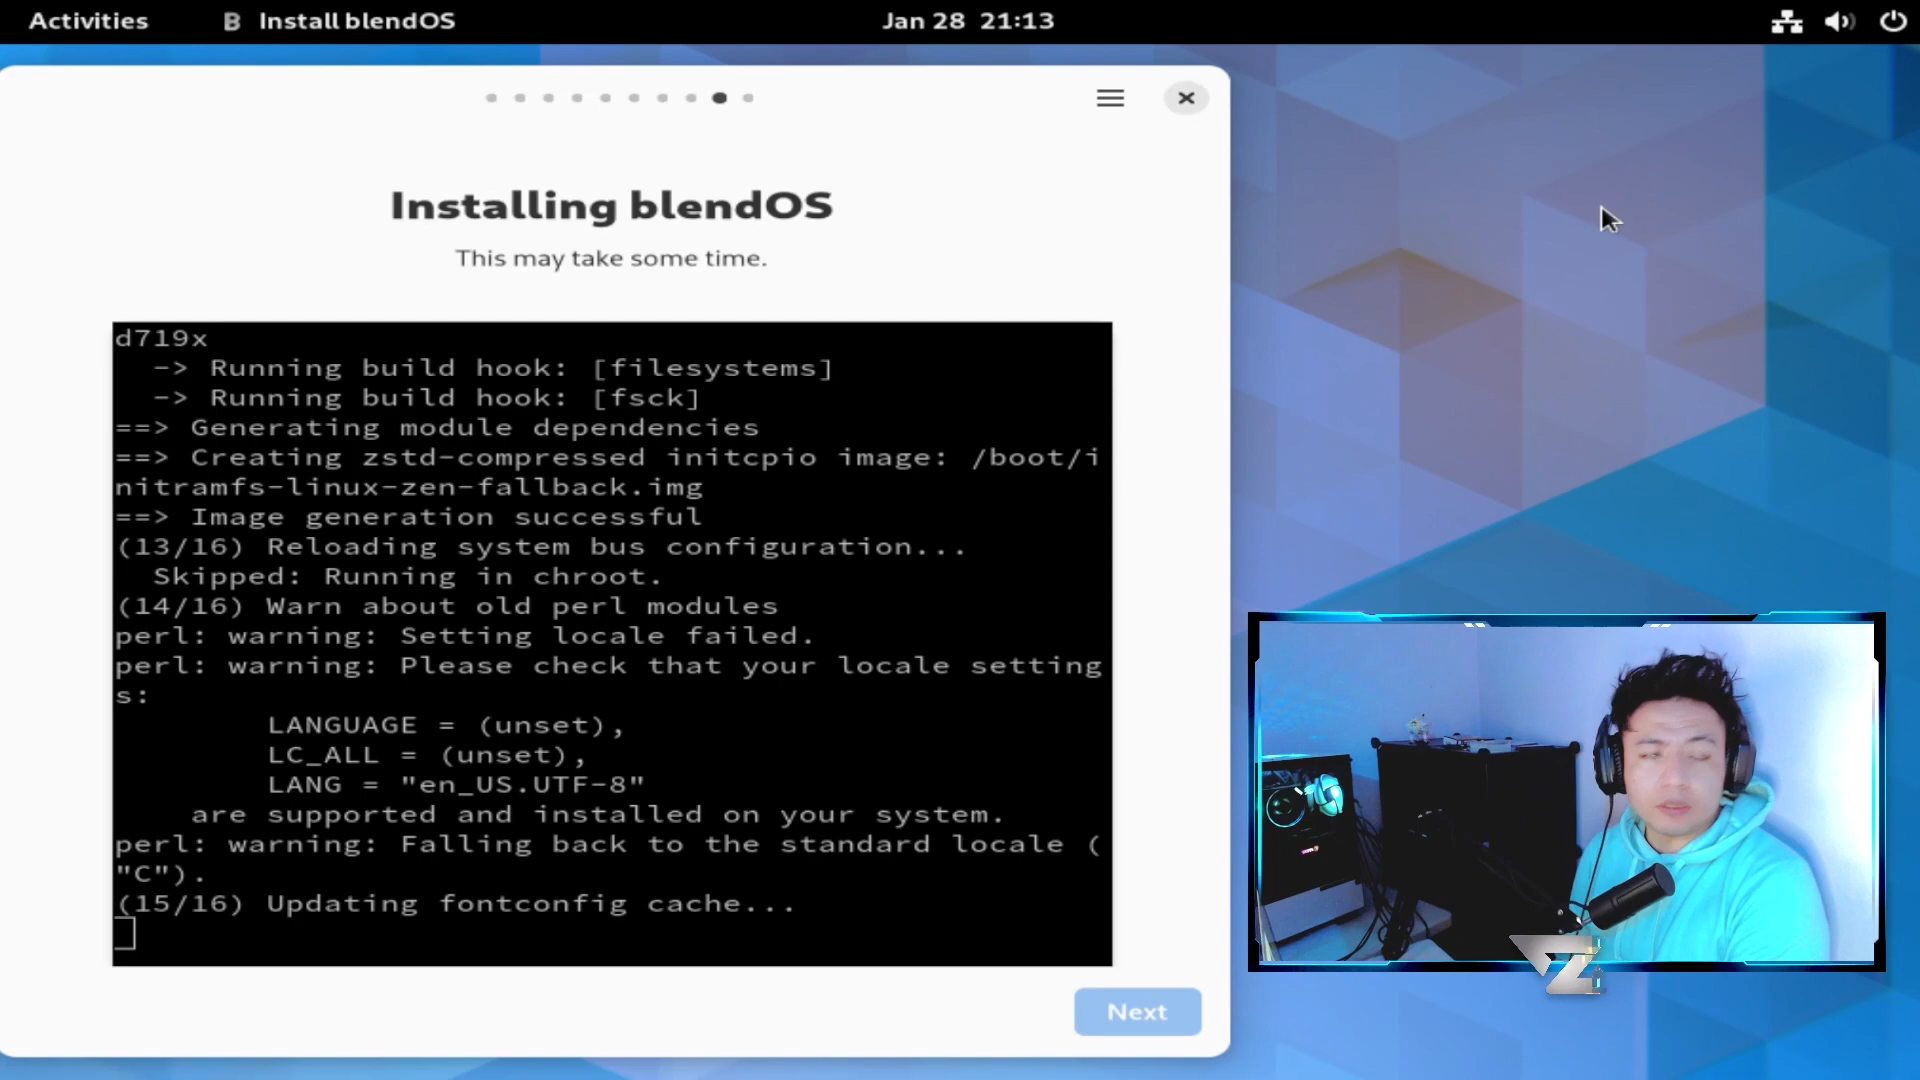 Activities
Install blendOS
Jan 28 21:13
Installing blendOS
This may take some time.
d719x
-> Running build hook: [filesystems]
-> Running build hook: [fsck]
==> Generating module dependencies
==> Creating zstd-compressed initcpio image: /boot/i
nitramfs-linux-zen-fallback.img
==> Image generation successful
(13/16) Reloading system bus configuration...
Skipped: Running in chroot.
(14/16) Warn about old perl modules
perl: warning: Setting locale failed.
perl: warning: Please check that your locale setting
s:
LANGUAGE = (unset),
LC_ALL = (unset),
LANG = "en_US.UTF-8"
are supported and installed on your system.
perl: warning: Falling back to the standard locale (
"C").
(15/16) Updating fontconfig cache...
Next